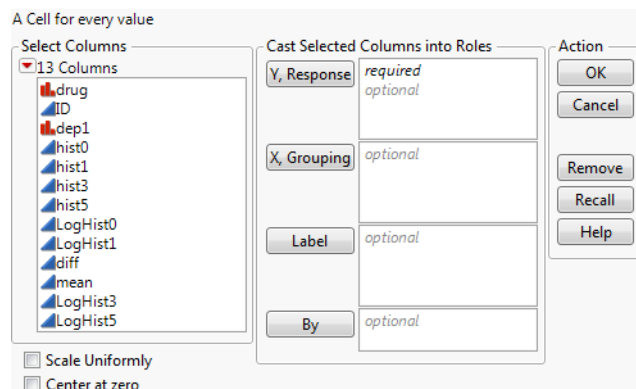 A Cell for every value
Select Columns
13 Columns
drug
ID
dep1
hist0
hist1
hist3
hist5
LogHist0
LogHist1
diff
mean
LogHist3
LogHist5
Scale Uniformly
Center at zero
Cast Selected Columns into Roles
Y, Response
required
optional
X, Grouping
optional
Label
optional
By
optional
Action
OK
Cancel
Remove
Recall
Help